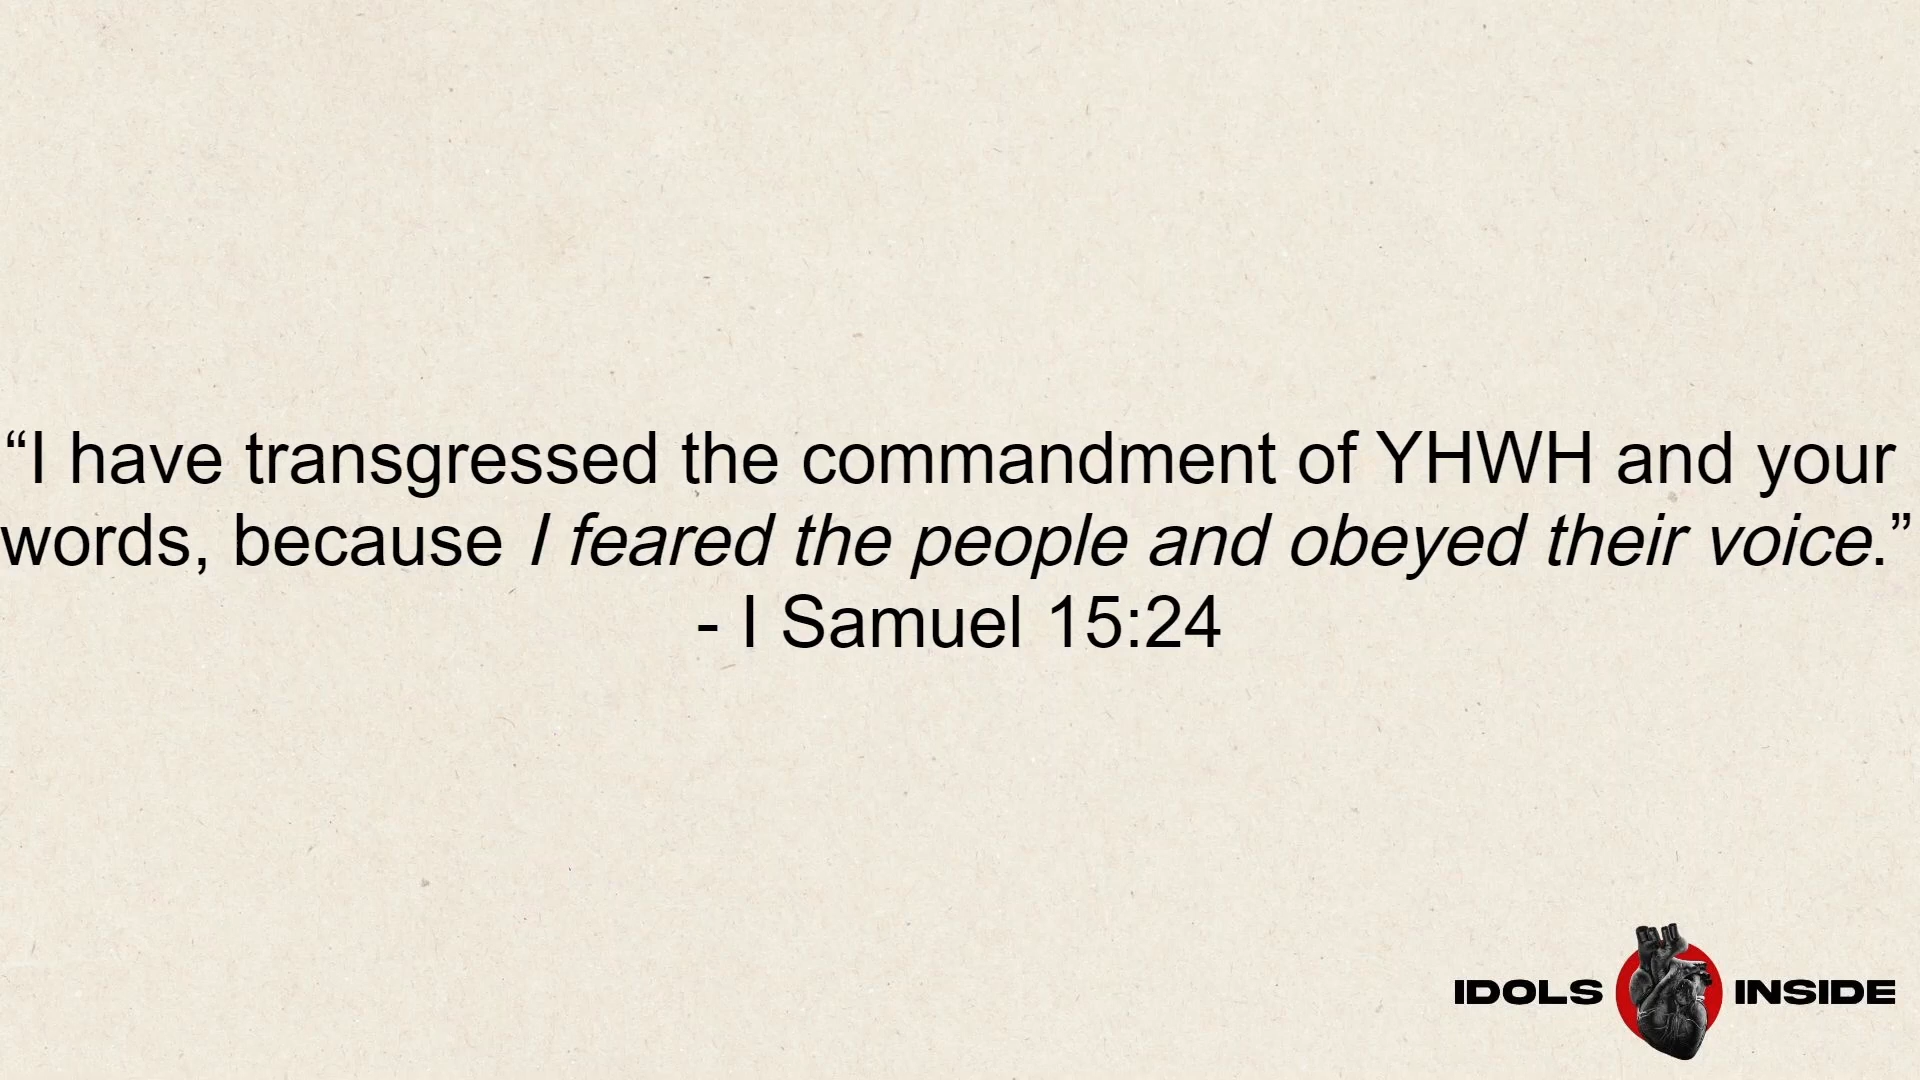 “I have transgressed the commandment of YHWH and your
words, because I feared the people and obeyed their voice.”
- I Samuel 15:24
IDOLS INSIDE